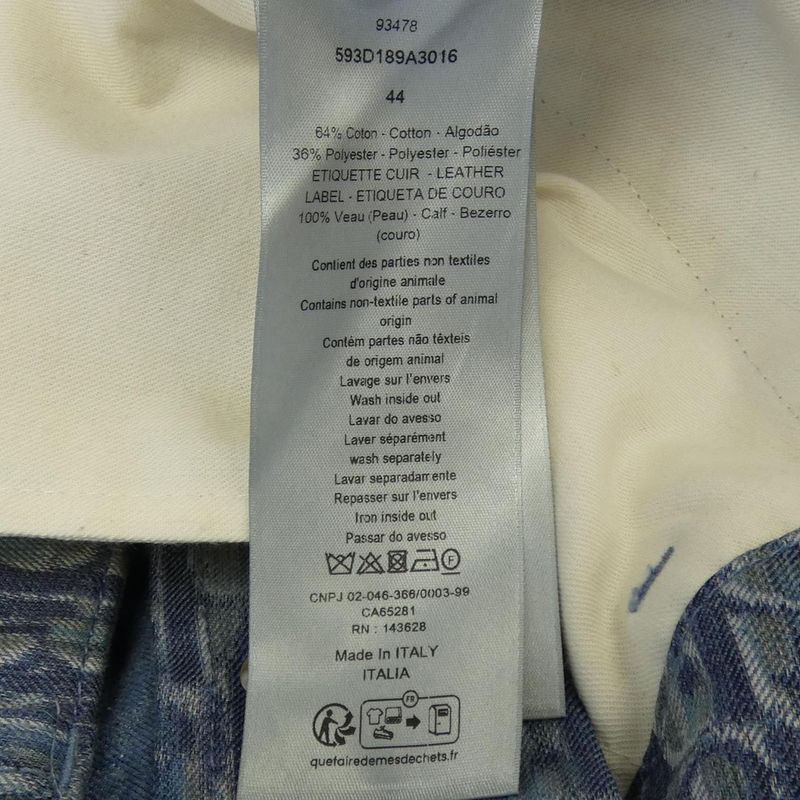 93478
593D189A3016
44
64% Coton - Cotton - Algodão
36% Polyester - Polyester - Poliéster
ETIQUETTE CUIR - LEATHER
LABEL - ETIQUETA DE COURO
100% Veau (Peau) - Calf - Bezerro
(couro)
Contient des parties non textiles
d'origine animale
Contains non-textile parts of animal
origin
Contém partes não têxteis
de origem animal
Lavage sur l'envers
Wash inside out
Lavar do avesso
Laver séparément
wash separately
Lavar separadamente
Repasser sur l'envers
Iron inside out
Passar do avesso
F
CNPJ 02-046-366/0003-99
CA65281
RN : 143628
Made In ITALY
ITALIA
FR
quefairedemesdechets.fr